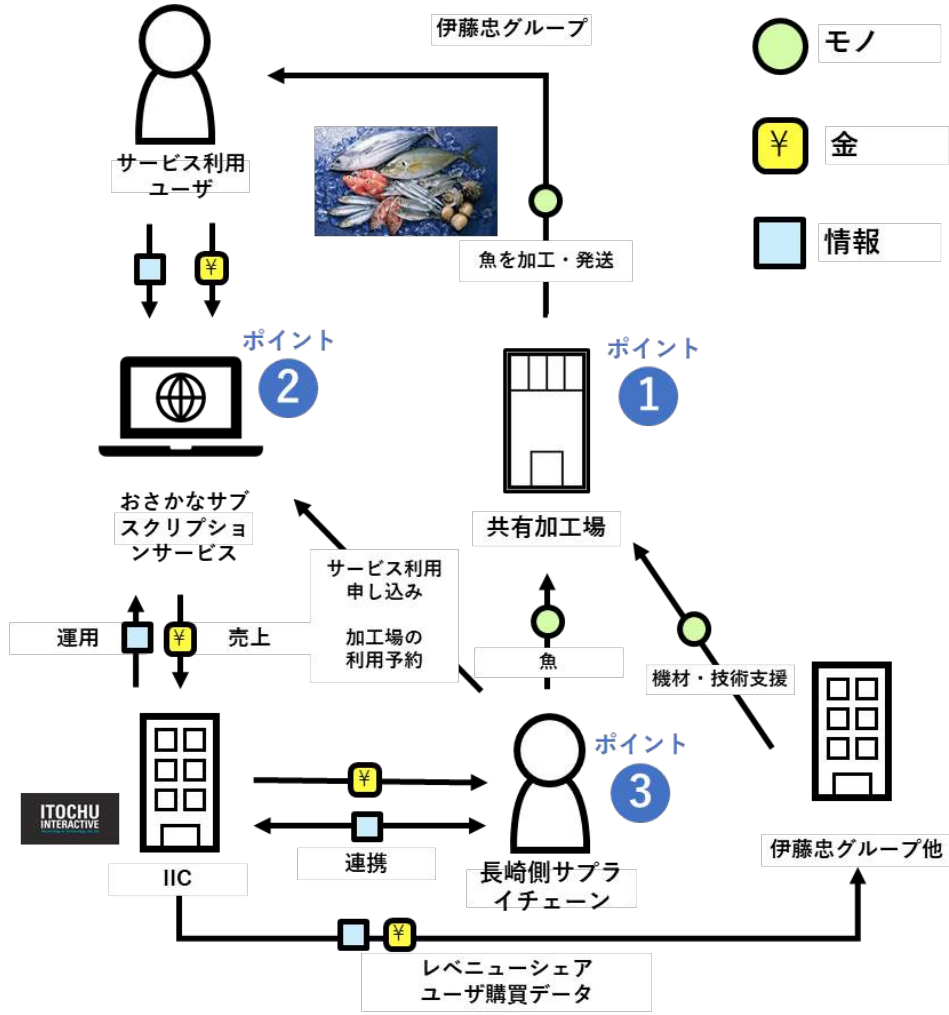 伊藤忠グループ
モノ
¥
金
情報
サービス利用
ユーザ
魚を加工・発送
¥
ポイント
2
ポイント
1
おさかなサブ
スクリプショ
ンサービス
共有加工場
サービス利用
申し込み
加工場の
利用予約
運用
¥
売上
魚
機材・技術支援
ポイント
3
¥
ITOCHU
INTERACTIVE
連携
IIC
長崎側サプラ
イチェーン
伊藤忠グループ他
¥
レベニューシェア
ユーザ購買データ